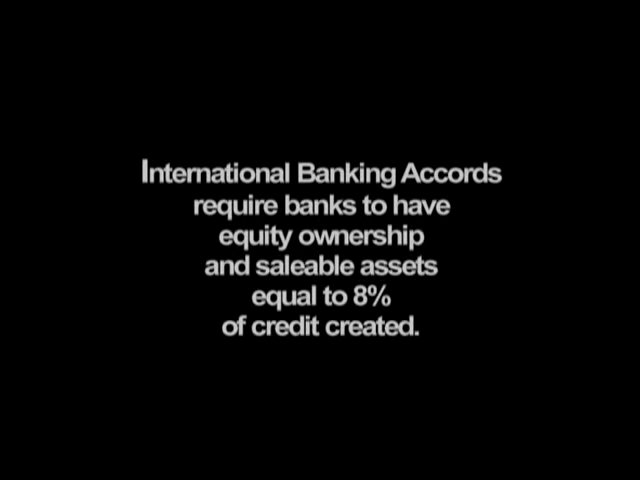 International Banking Accords
require banks to have
equity ownership
and saleable assets
equal to 8%
of credit created.